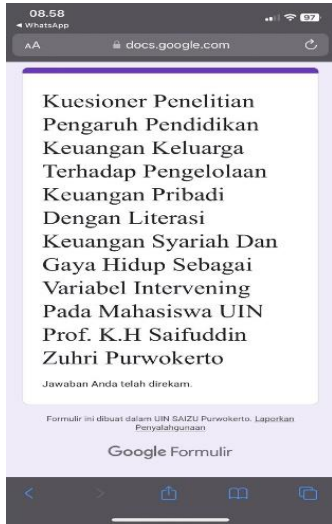 08.58
97
◀ WhatsApp
AA docs.google.com
Kuesioner Penelitian
Pengaruh Pendidikan
Keuangan Keluarga
Terhadap Pengelolaan
Keuangan Pribadi
Dengan Literasi
Keuangan Syariah Dan
Gaya Hidup Sebagai
Variabel Intervening
Pada Mahasiswa UIN
Prof. K.H Saifuddin
Zuhri Purwokerto
Jawaban Anda telah direkam.
Formulir ini dibuat dalam UIN SAIZU Purwokerto. Laporkan
Penyalahgunaan
Google Formulir